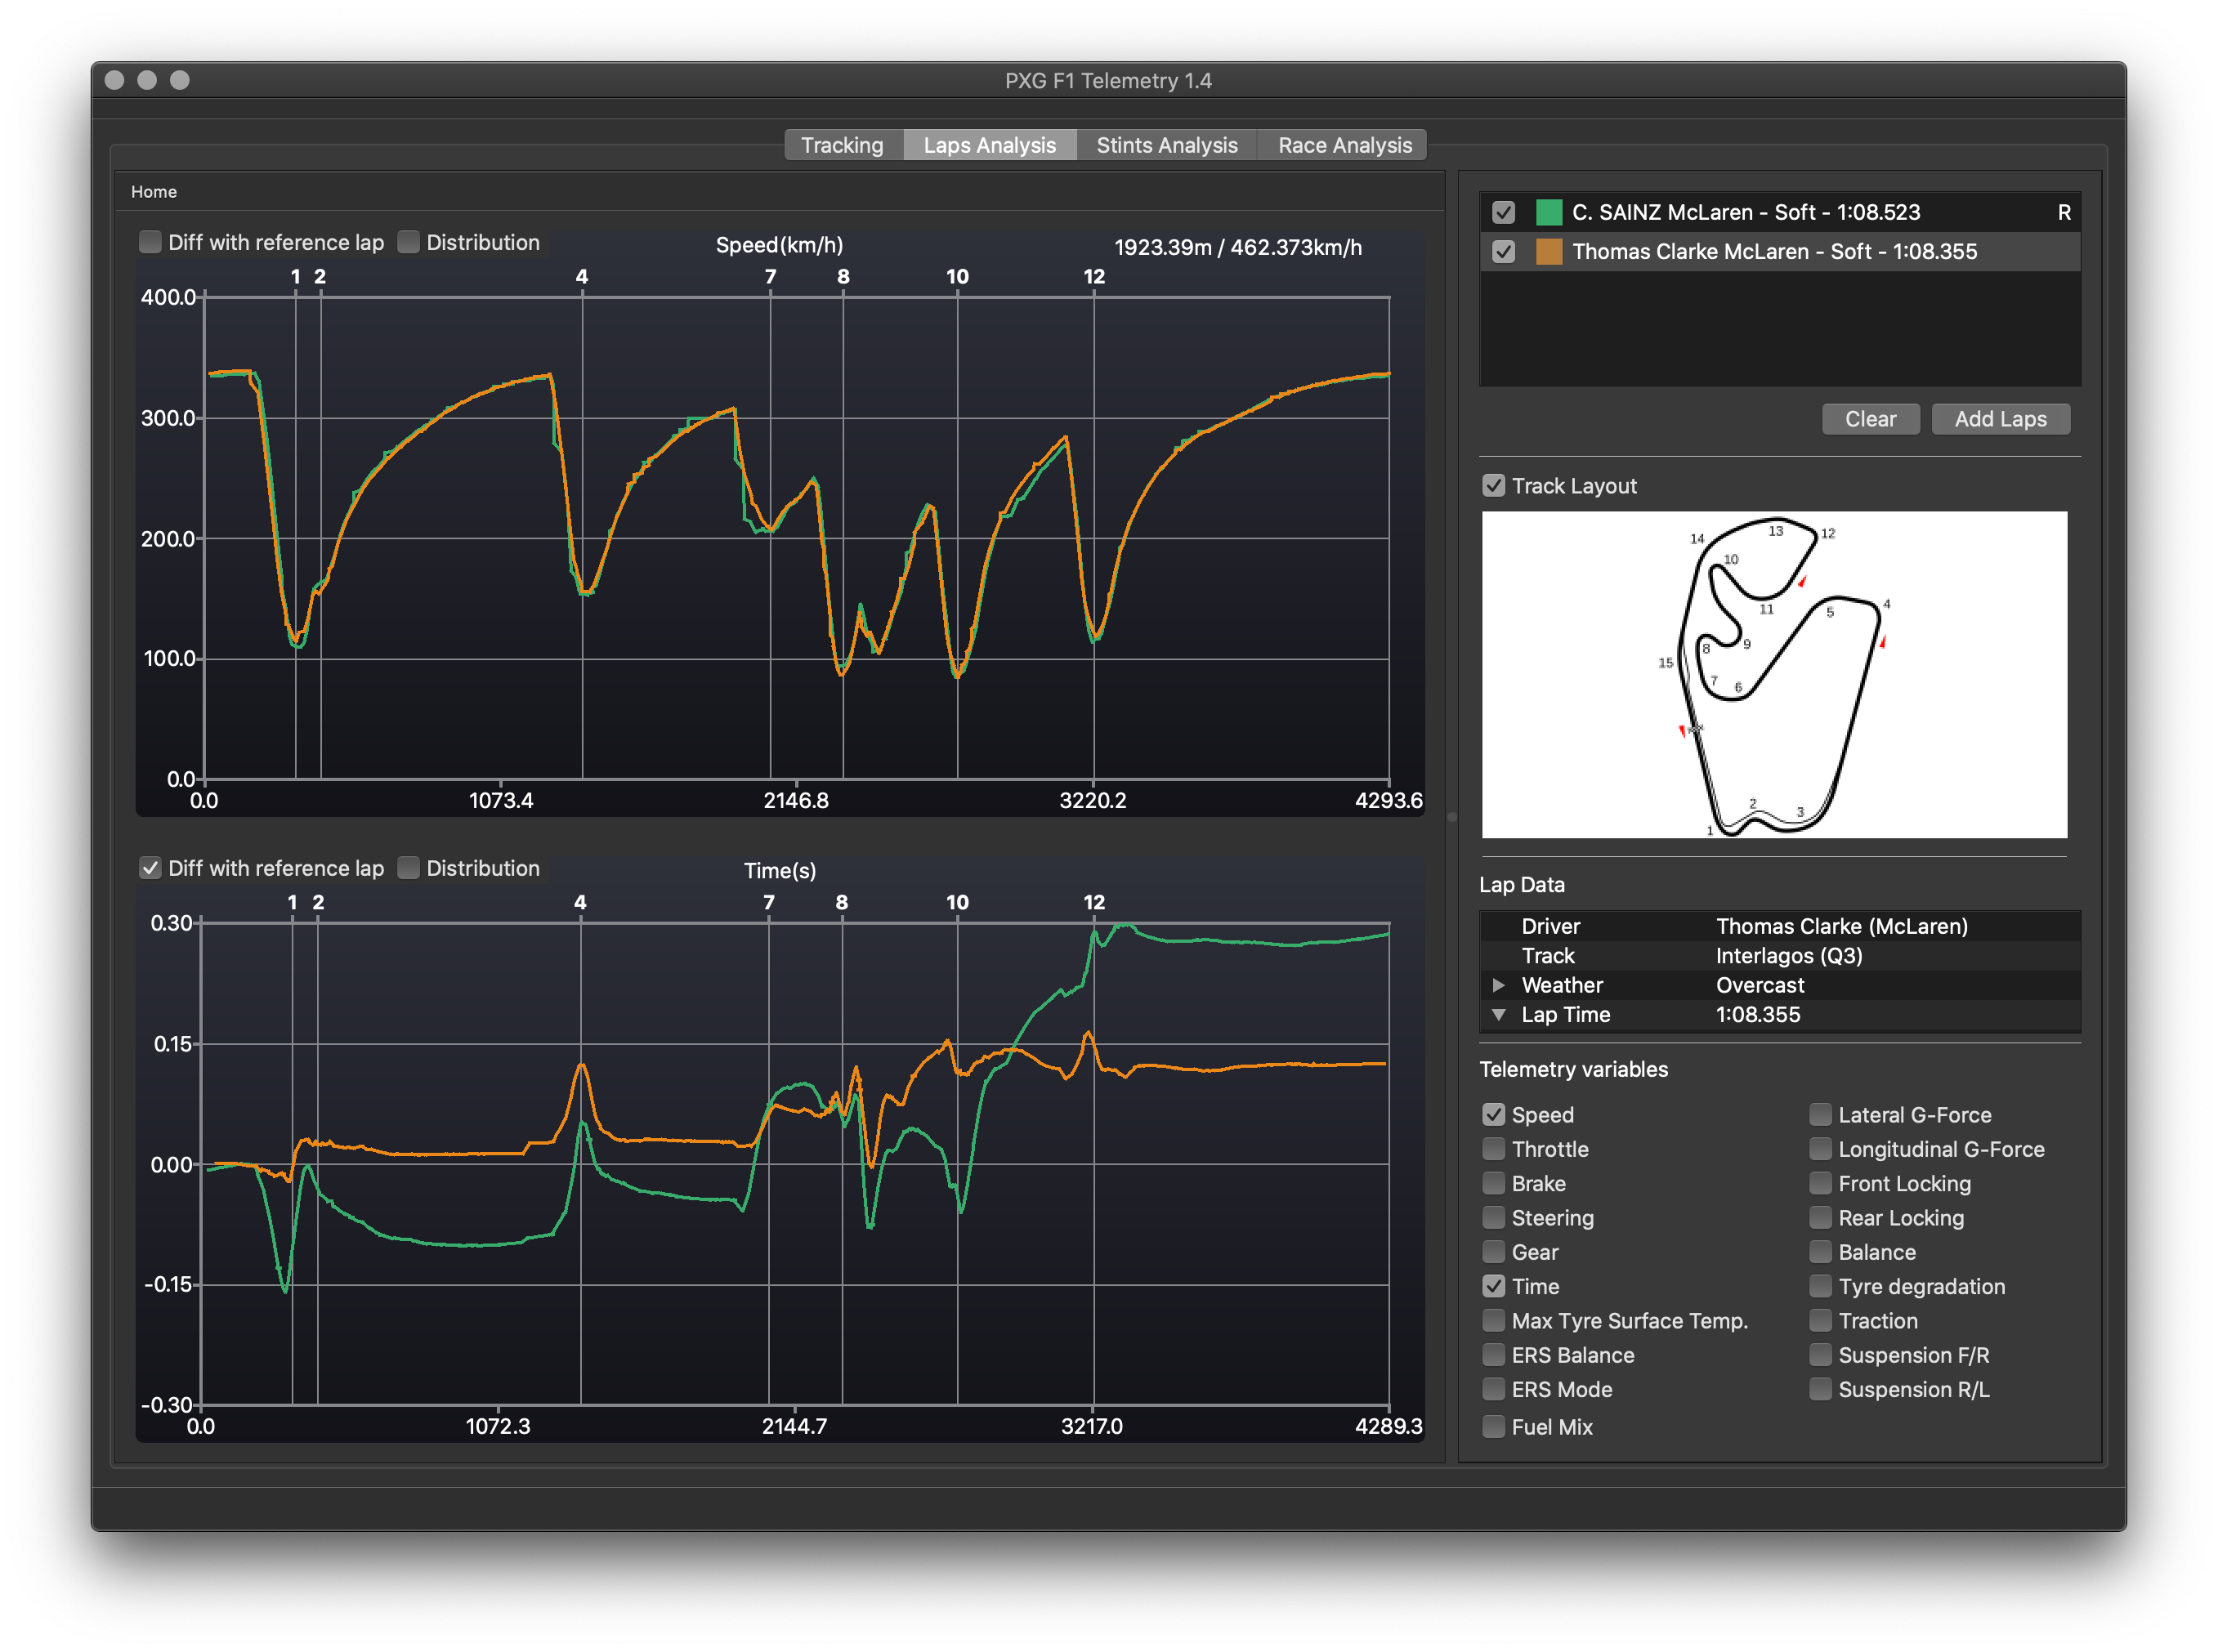 PXG F1 Telemetry 1.4
Tracking Laps Analysis Stints Analysis Race Analysis
Home
Diff with reference lap Distribution Speed(km/h) 1923.39m / 462.373km/h
1 2 4 7 8 10 12
400.0
300.0
200.0
100.0
0.0
0.0 1073.4 2146.8 3220.2 4293.6
Diff with reference lap Distribution Time(s)
1 2 4 7 8 10 12
0.30
0.15
0.00
-0.15
-0.30
0.0 1072.3 2144.7 3217.0 4289.3
C. SAINZ McLaren - Soft - 1:08.523 R
Thomas Clarke McLaren - Soft - 1:08.355
Clear Add Laps
Track Layout
13 12
14
10
11
5 4
8 9
15
7 6
2
3
1
Lap Data
Driver Thomas Clarke (McLaren)
Track Interlagos (Q3)
Weather Overcast
Lap Time 1:08.355
Telemetry variables
Speed Lateral G-Force
Throttle Longitudinal G-Force
Brake Front Locking
Steering Rear Locking
Gear Balance
Time Tyre degradation
Max Tyre Surface Temp. Traction
ERS Balance Suspension F/R
ERS Mode Suspension R/L
Fuel Mix